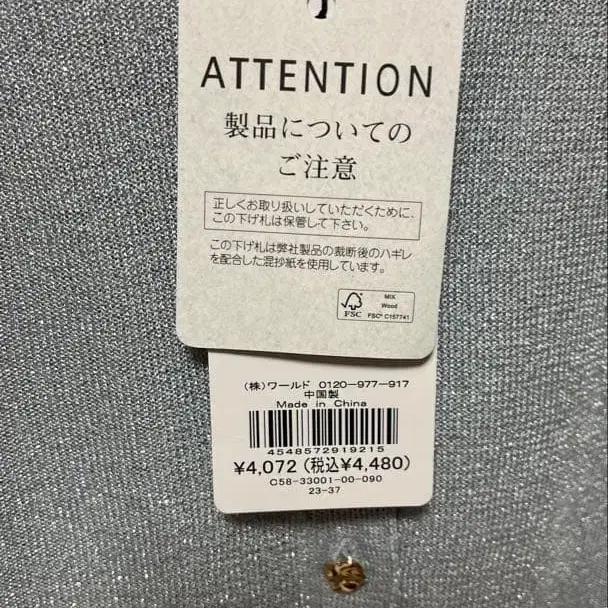 ATTENTION
製品についての
ご注意
正しくお取り扱いしていただくために、
この下げ札は保管して下さい。
この下げ札は弊社製品の裁断後のハギレ
を配合した混抄紙を使用しています。
FSC
MIX
Wood
FSC® C157741
(株)ワールド 0120-977-917
中国製
Made in China
4548572919215
¥4,072 (税込¥4,480)
C58-33001-00-090
23-37